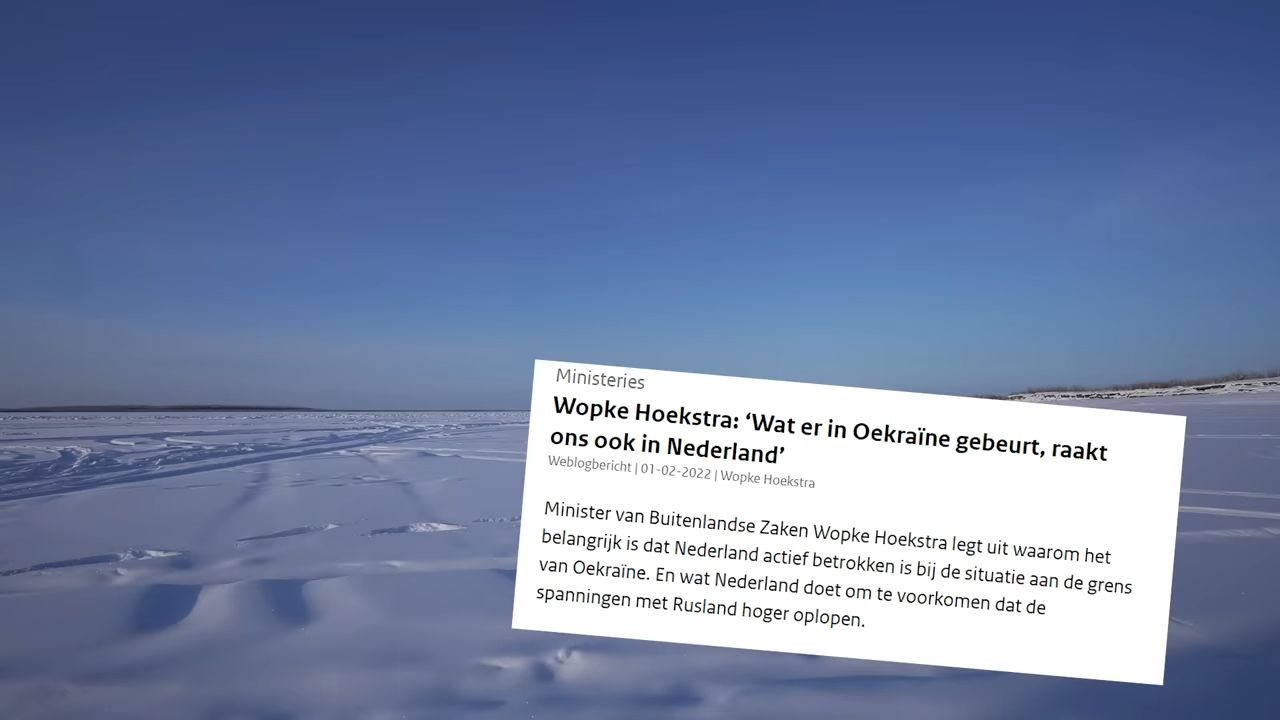 Ministeries
Wopke Hoekstra: ‘Wat er in Oekraïne gebeurt, raakt
ons ook in Nederland’
Weblogbericht | 01-02-2022 | Wopke Hoekstra
Minister van Buitenlandse Zaken Wopke Hoekstra legt uit waarom het
belangrijk is dat Nederland actief betrokken is bij de situatie aan de grens
van Oekraïne. En wat Nederland doet om te voorkomen dat de
spanningen met Rusland hoger oplopen.